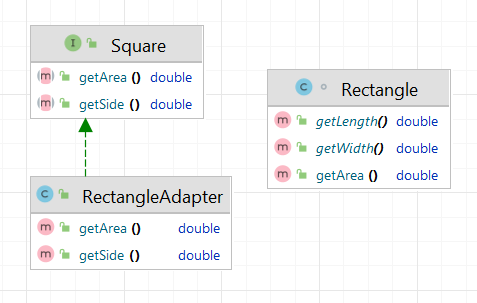 I Square
m getArea () double
m getSide () double
C Rectangle
m getLength() double
m getWidth() double
m getArea () double
C RectangleAdapter
m getArea () double
m getSide () double